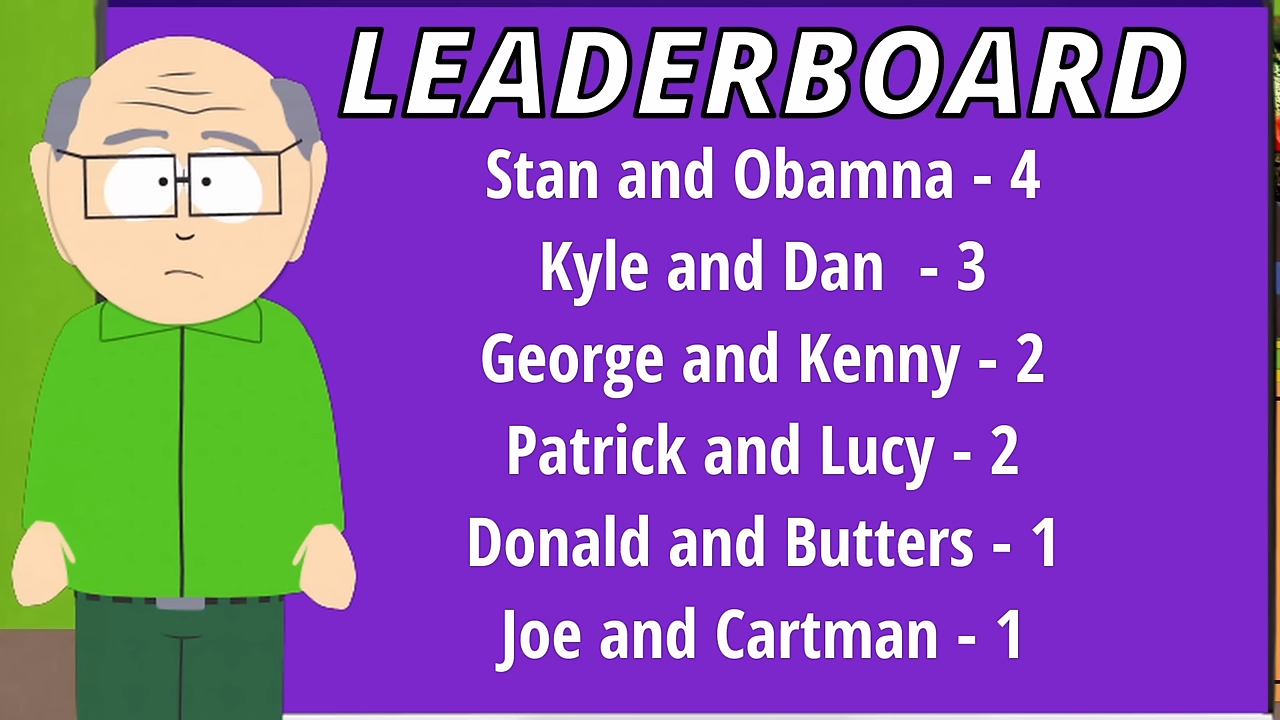 LEADERBOARD
Stan and Obamna - 4
Kyle and Dan  - 3
George and Kenny - 2
Patrick and Lucy - 2
Donald and Butters - 1
Joe and Cartman - 1